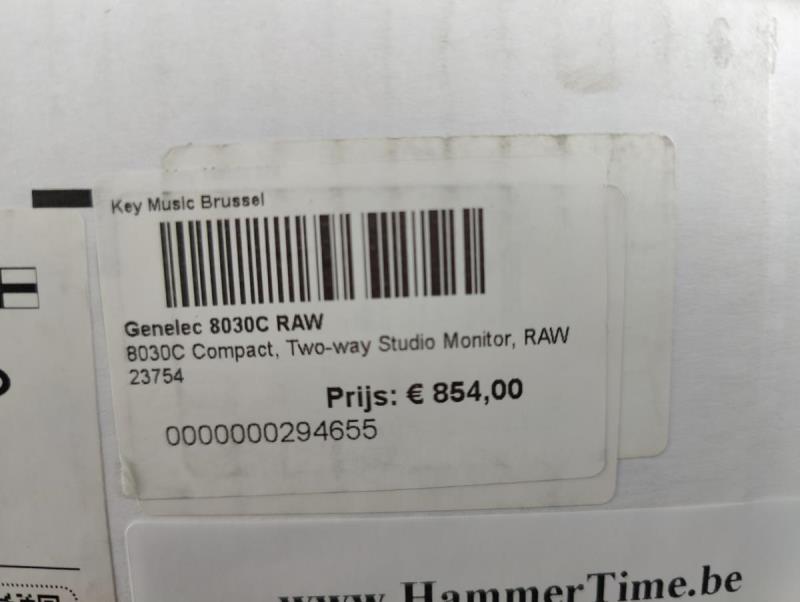 Key Music Brussel
Genelec 8030C RAW
8030C Compact, Two-way Studio Monitor, RAW
23754
Prijs: € 854,00
0000000294655
www.HammerTime.be